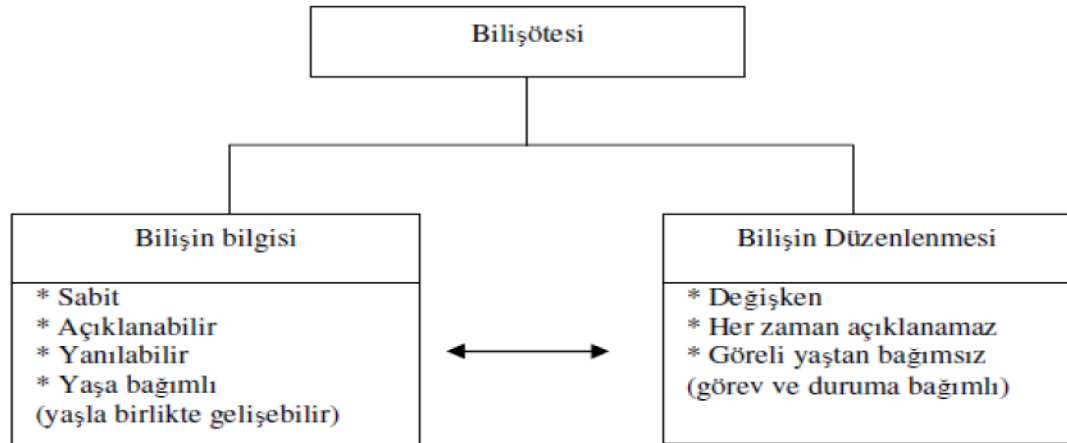 Bilişötesi
Bilişin bilgisi
* Sabit
* Açıklanabilir
* Yanılabilir
* Yaşa bağımlı
(yaşla birlikte gelişebilir)
Bilişin Düzenlenmesi
* Değişken
* Her zaman açıklanamaz
* Göreli yaştan bağımsız
(görev ve duruma bağımlı)